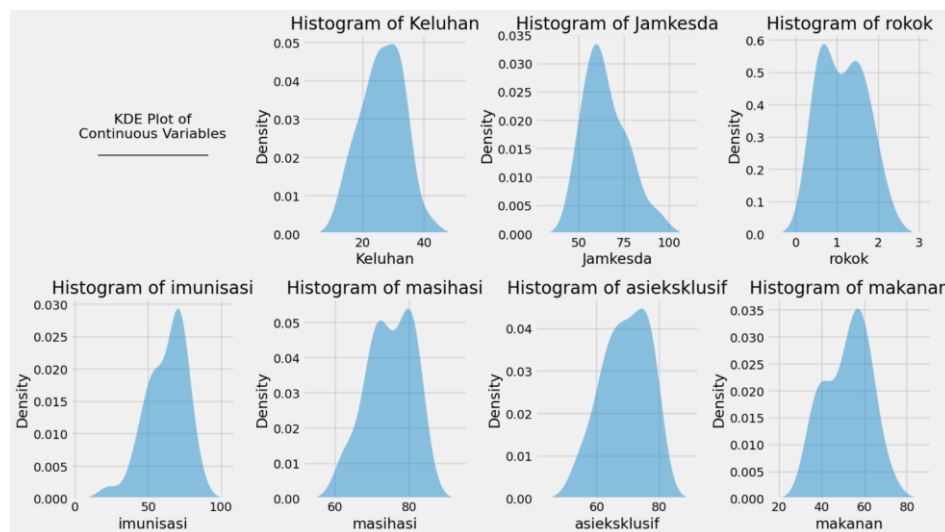 KDE Plot of
Continuous Variables
Histogram of Keluhan
Density
0.05
0.04
0.03
0.02
0.01
0.00
20
40
Keluhan
Histogram of Jamkesda
Density
0.035
0.030
0.025
0.020
0.015
0.010
0.005
0.000
50
75
100
Jamkesda
Histogram of rokok
Density
0.6
0.5
0.4
0.3
0.2
0.1
0.0
0
1
2
3
rokok
Histogram of imunisasi
Density
0.030
0.025
0.020
0.015
0.010
0.005
0.000
0
50
100
imunisasi
Histogram of masihasi
Density
0.05
0.04
0.03
0.02
0.01
0.00
60
80
masihasi
Histogram of asieksklusif
Density
0.04
0.03
0.02
0.01
0.00
60
80
asieksklusif
Histogram of makanan
Density
0.035
0.030
0.025
0.020
0.015
0.010
0.005
0.000
20
40
60
80
makanan